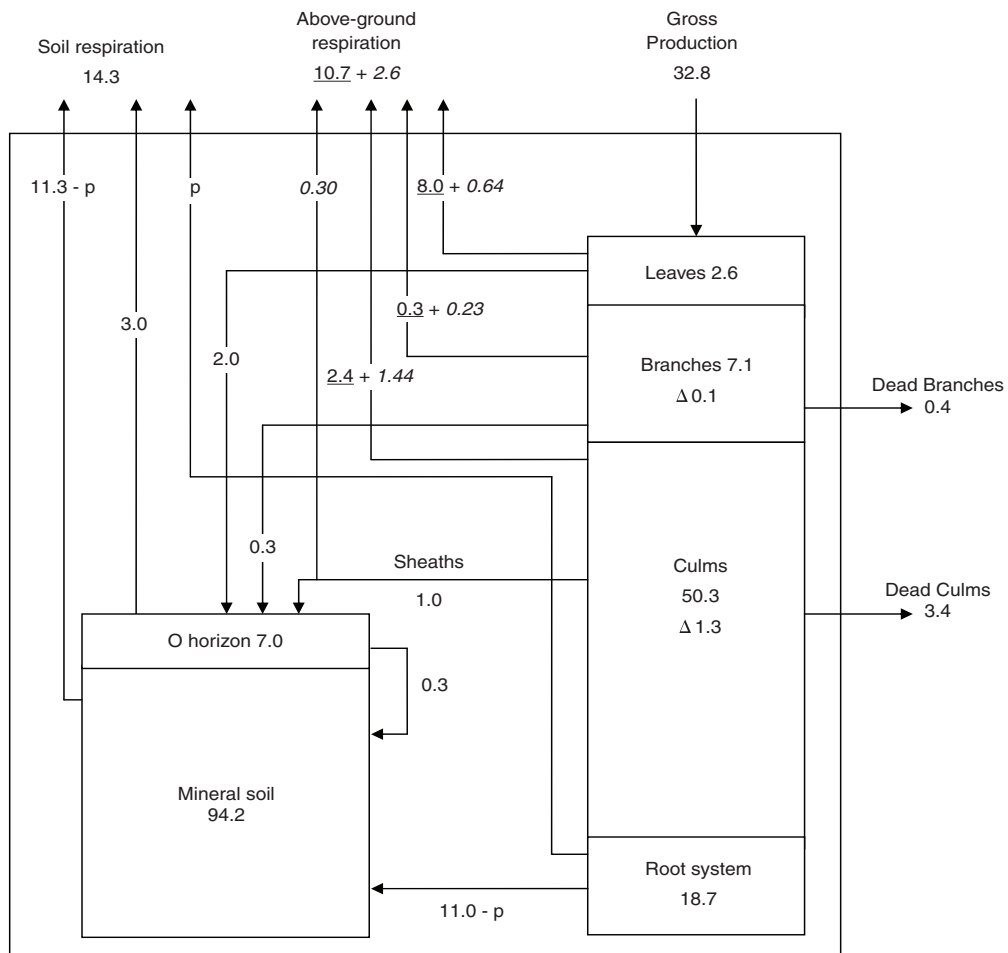 Soil respiration
14.3
Above-ground
respiration
10.7 + 2.6
Gross
Production
32.8
11.3 - p
3.0
p
0.30
8.0 + 0.64
0.3 + 0.23
2.4 + 1.44
2.0
0.3
Leaves 2.6
Branches 7.1
Δ 0.1
Dead Branches
0.4
Culms
50.3
Δ 1.3
Dead Culms
3.4
Sheaths
1.0
O horizon 7.0
0.3
Mineral soil
94.2
Root system
18.7
11.0 - p